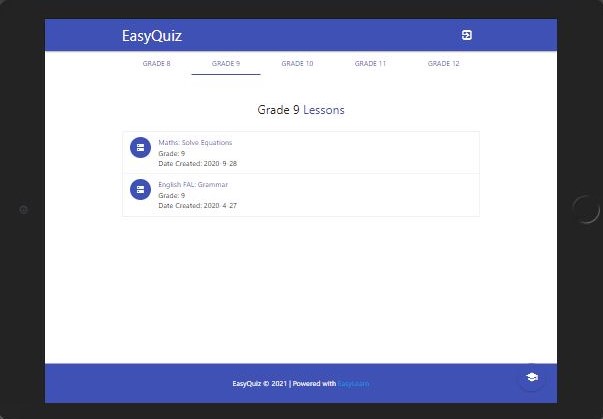 EasyQuiz
GRADE 8 GRADE 9 GRADE 10 GRADE 11 GRADE 12
Grade 9 Lessons
Maths: Solve Equations
Grade: 9
Date Created: 2020-9-28
English FAL: Grammar
Grade: 9
Date Created: 2020-4-27
EasyQuiz © 2021 | Powered with EasyLearn